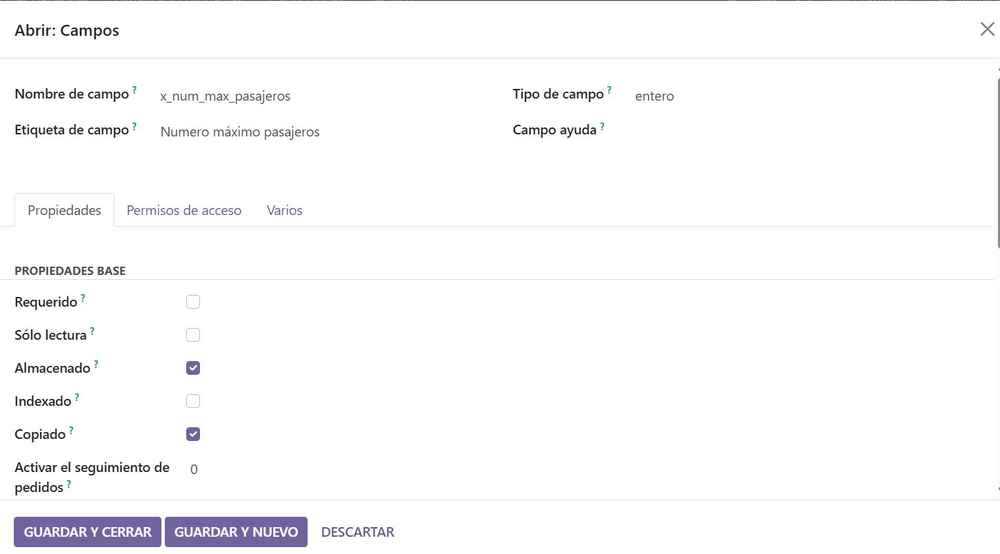 Abrir: Campos
Nombre de campo ? x_num_max_pasajeros Tipo de campo ? entero
Etiqueta de campo ? Numero máximo pasajeros Campo ayuda ?
Propiedades Permisos de acceso Varios
PROPIEDADES BASE
Requerido ?
Sólo lectura ?
Almacenado ?
Indexado ?
Copiado ?
Activar el seguimiento de 0
pedidos ?
GUARDAR Y CERRAR GUARDAR Y NUEVO DESCARTAR